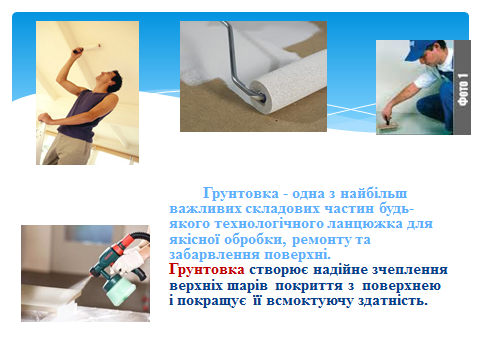 Фото 1
Грунтовка - одна з найбільш
важливих складових частин будь-
якого технологічного ланцюжка для
якісної обробки, ремонту та
забарвлення поверхні.
Грунтовка створює надійне зчеплення
верхніх шарів покриття з поверхнею
і покращує її всмоктуючу здатність.